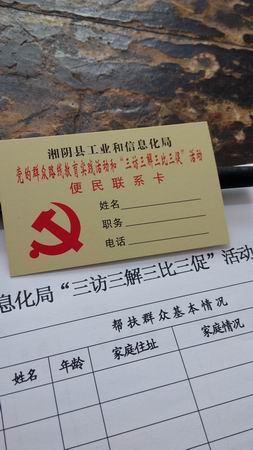 湘阴县工业和信息化局
党的群众路线教育实践活动和“三访三解三比三促”活动
便民联系卡
姓名
职务
电话
息化局“三访三解三比三促”活动
帮扶群众基本情况
姓名 年龄 家庭住址 家庭情况